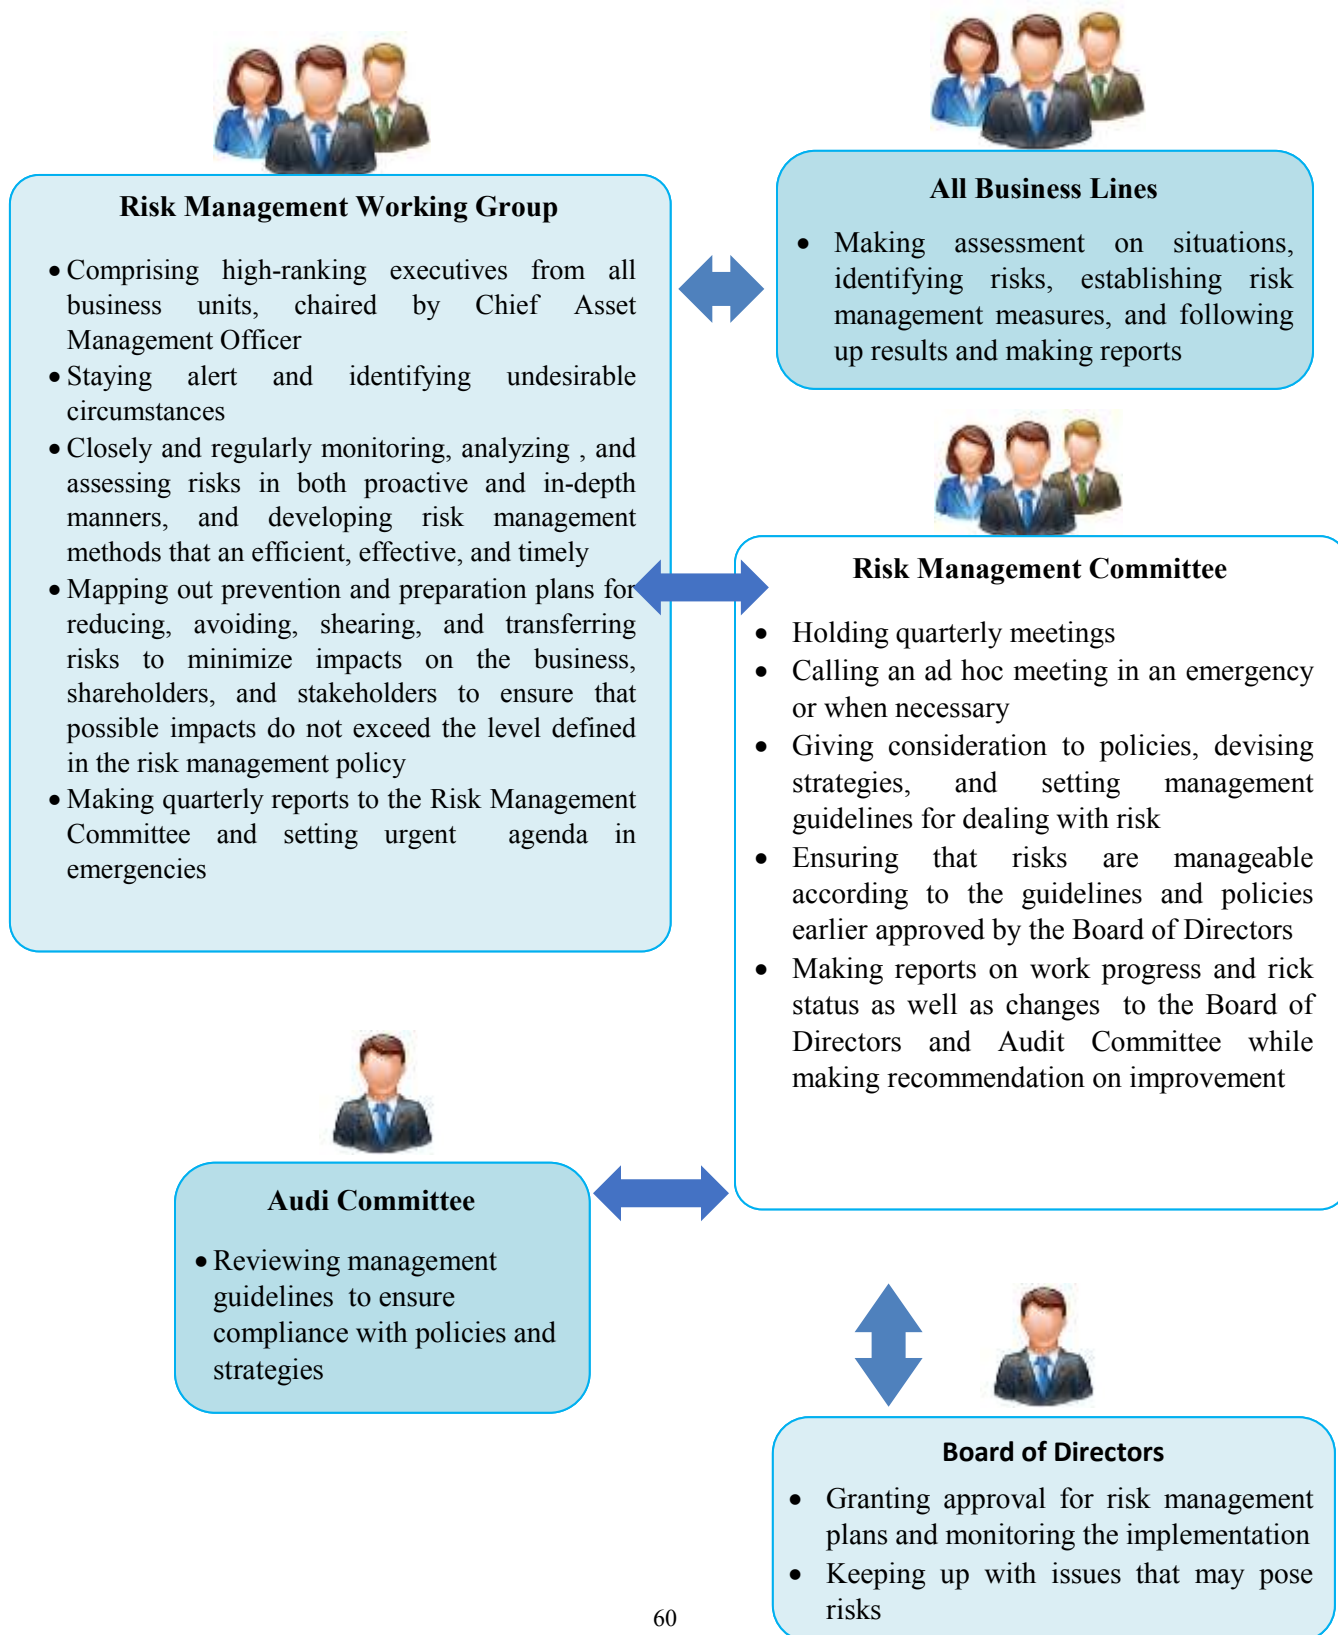 Risk Management Working Group
• Comprising high-ranking executives from all
business units, chaired by Chief Asset
Management Officer
• Staying alert and identifying undesirable
circumstances
• Closely and regularly monitoring, analyzing , and
assessing risks in both proactive and in-depth
manners, and developing risk management
methods that an efficient, effective, and timely
• Mapping out prevention and preparation plans for
reducing, avoiding, shearing, and transferring
risks to minimize impacts on the business,
shareholders, and stakeholders to ensure that
possible impacts do not exceed the level defined
in the risk management policy
• Making quarterly reports to the Risk Management
Committee and setting urgent agenda in
emergencies
All Business Lines
• Making assessment on situations,
identifying risks, establishing risk
management measures, and following
up results and making reports
Risk Management Committee
• Holding quarterly meetings
• Calling an ad hoc meeting in an emergency
or when necessary
• Giving consideration to policies, devising
strategies, and setting management
guidelines for dealing with risk
• Ensuring that risks are manageable
according to the guidelines and policies
earlier approved by the Board of Directors
• Making reports on work progress and rick
status as well as changes to the Board of
Directors and Audit Committee while
making recommendation on improvement
Audi Committee
• Reviewing management
guidelines to ensure
compliance with policies and
strategies
Board of Directors
• Granting approval for risk management
plans and monitoring the implementation
• Keeping up with issues that may pose
risks
60